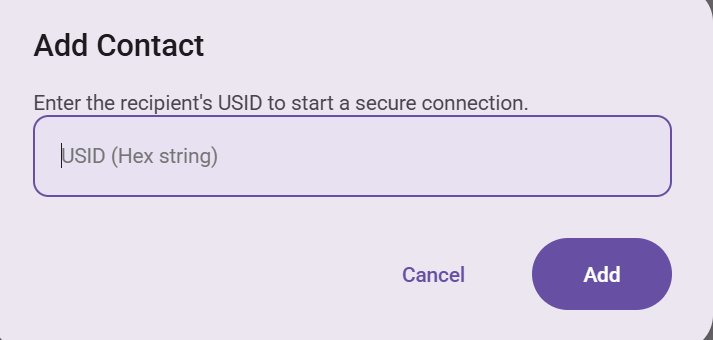 Add Contact
Enter the recipient's USID to start a secure connection.
USID (Hex string)
Cancel Add